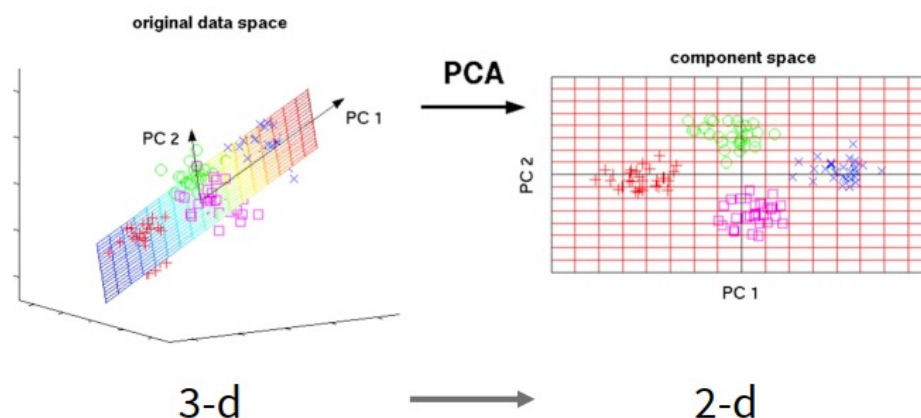 original data space
PCA
component space
PC 1
PC 2
PC 2
PC 1
3-d
2-d